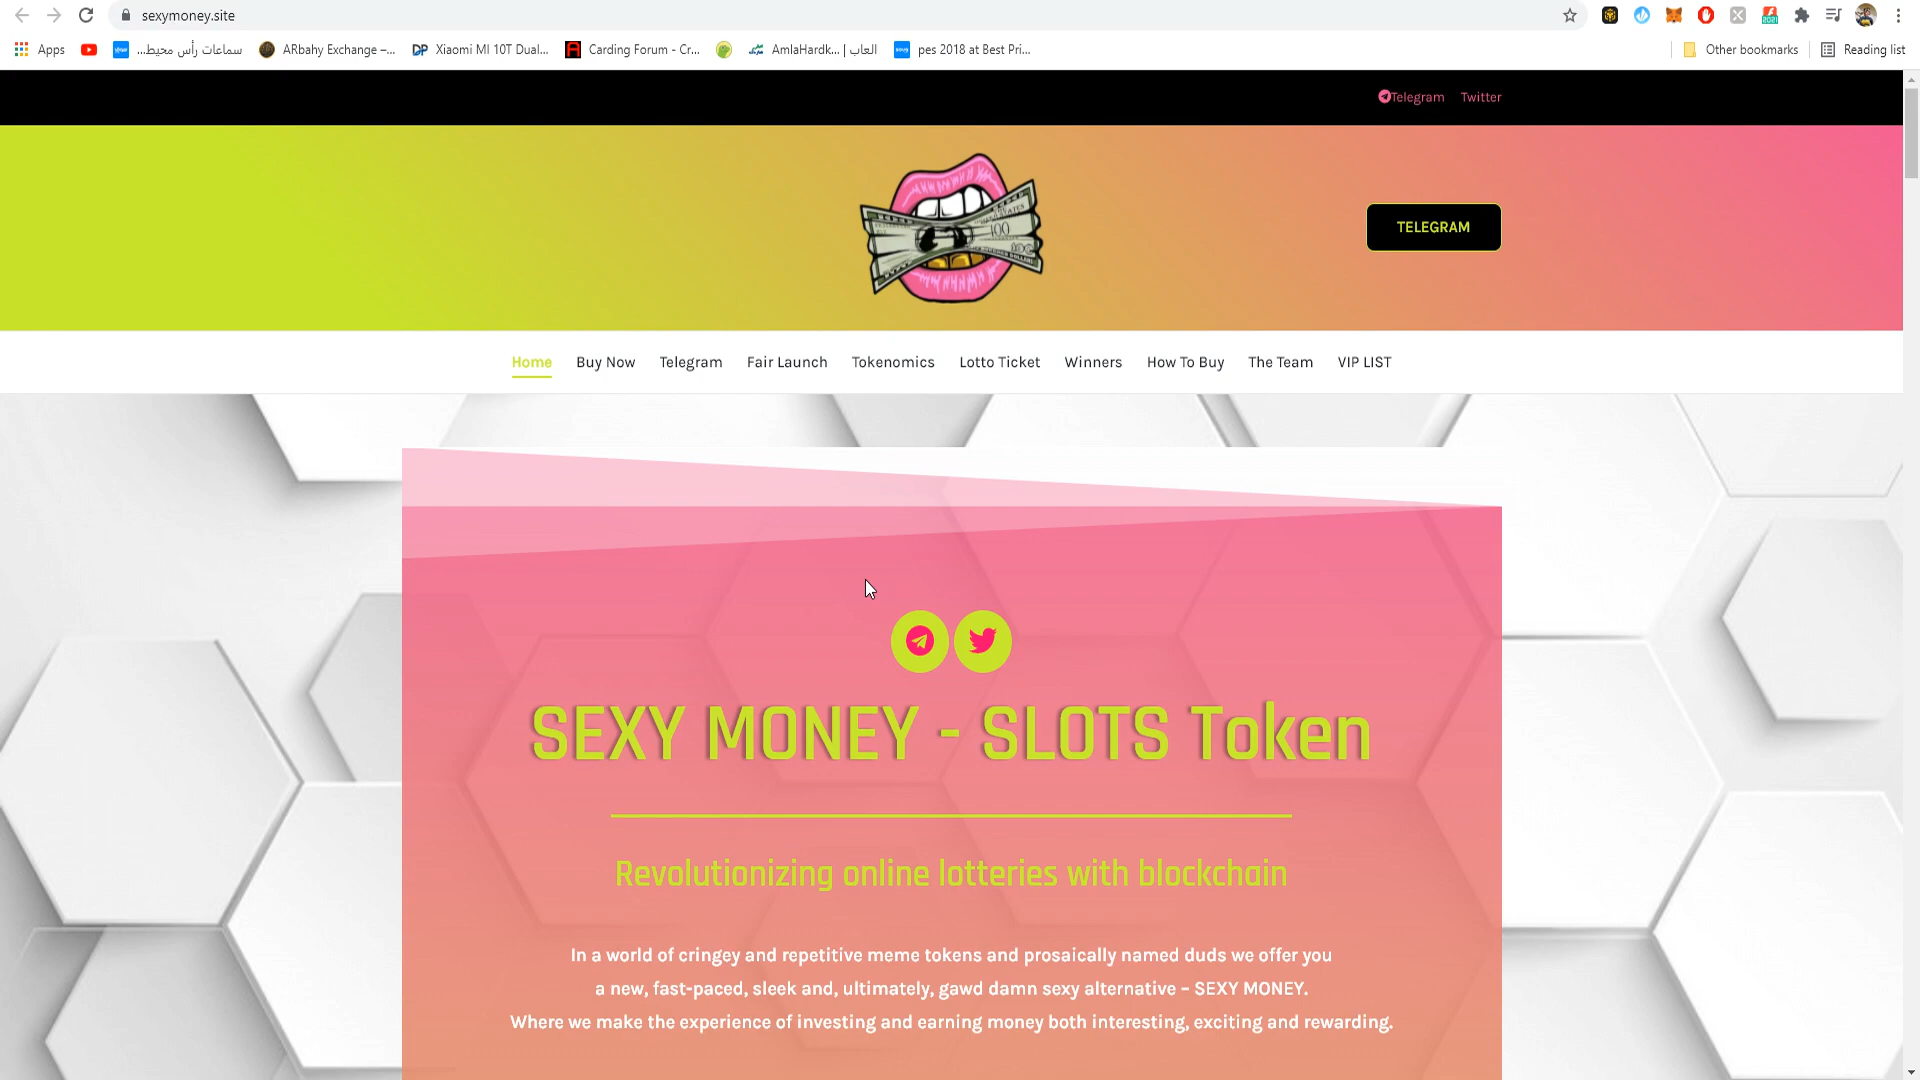 sexymoney.site
Apps
سماعات رأس محيط...
ARbahy Exchange –...
Xiaomi MI 10T Dual...
Carding Forum - Cr...
AmlaHardk... | العاب
pes 2018 at Best Pri...
Other bookmarks
Reading list
Telegram Twitter
100
TELEGRAM
Home Buy Now Telegram Fair Launch Tokenomics Lotto Ticket Winners How To Buy The Team VIP LIST
SEXY MONEY - SLOTS Token
Revolutionizing online lotteries with blockchain
In a world of cringey and repetitive meme tokens and prosaically named duds we offer you
a new, fast-paced, sleek and, ultimately, gawd damn sexy alternative – SEXY MONEY.
Where we make the experience of investing and earning money both interesting, exciting and rewarding.